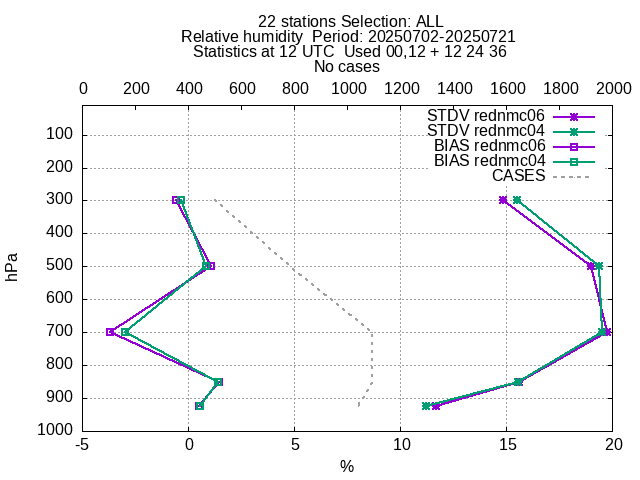 22 stations Selection: ALL
Relative humidity  Period: 20250702-20250721
Statistics at 12 UTC  Used 00,12 + 12 24 36
No cases
0 200 400 600 800 1000 1200 1400 1600 1800 2000
STDV rednmc06
STDV rednmc04
BIAS rednmc06
BIAS rednmc04
CASES
100
200
300
400
500
600
700
800
900
1000
hPa
-5 0 5 10 15 20
%